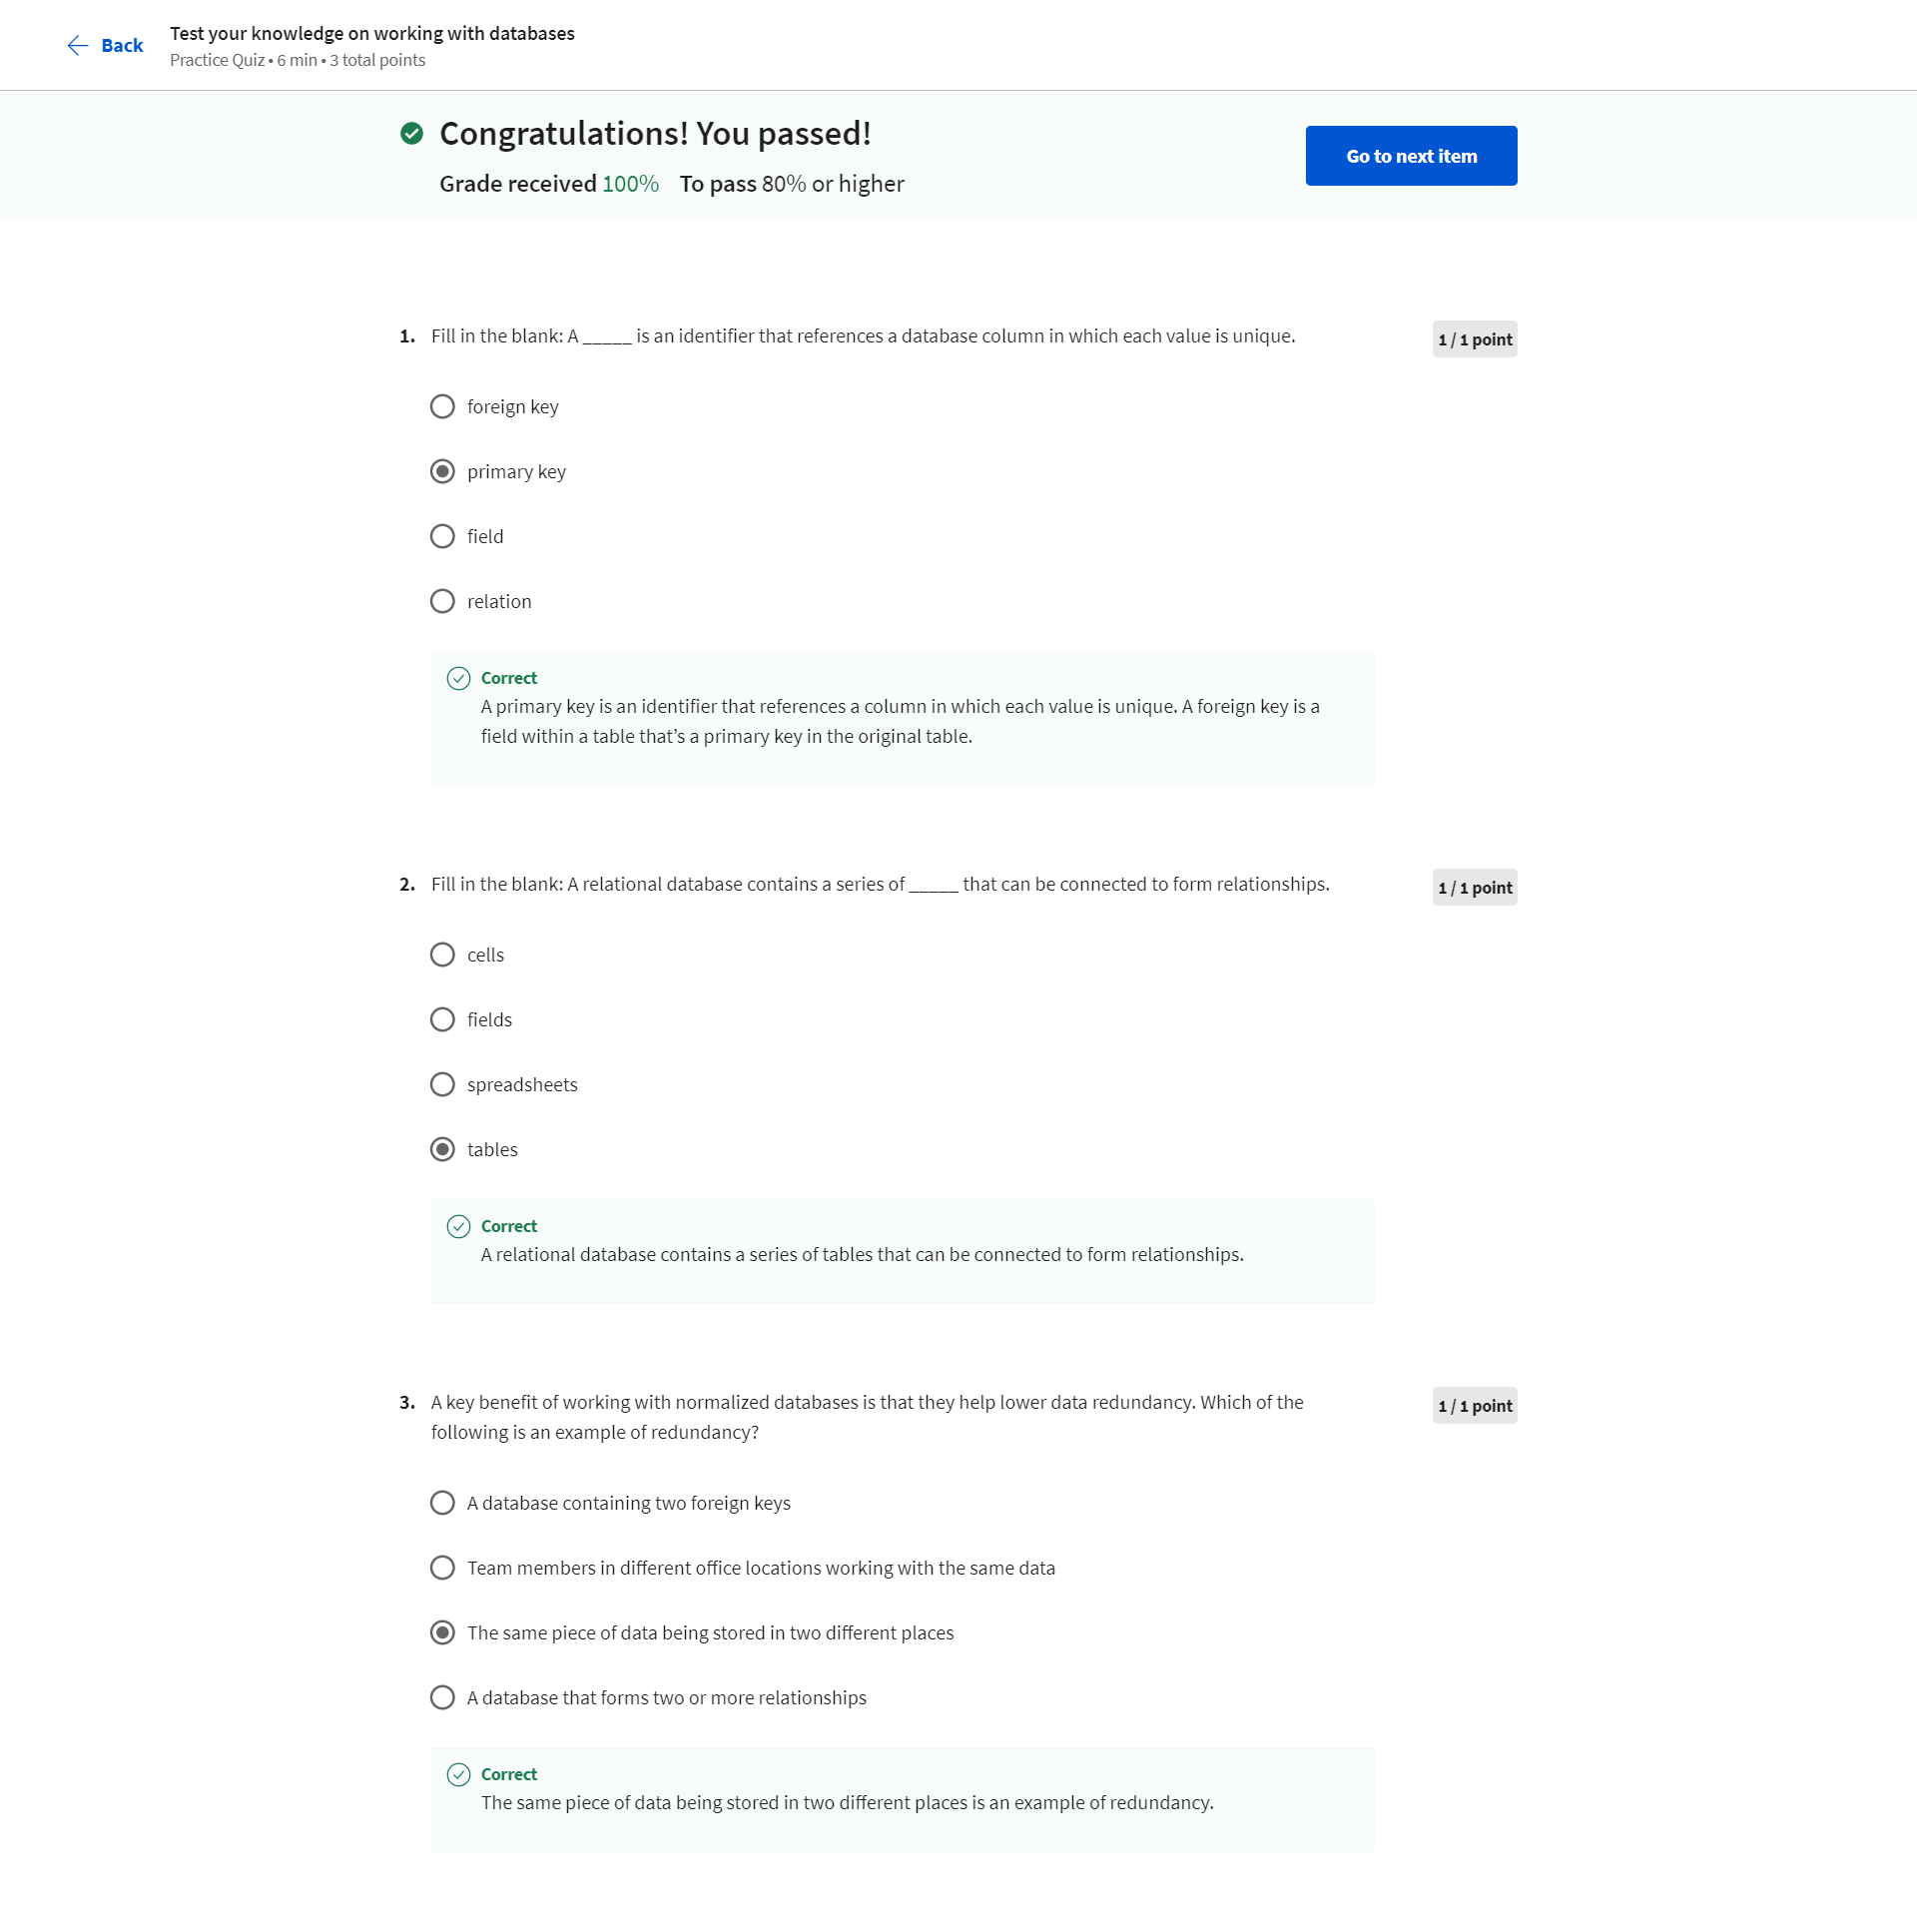 Back
Test your knowledge on working with databases
Practice Quiz • 6 min • 3 total points
Congratulations! You passed!
Go to next item
Grade received 100% To pass 80% or higher
1. Fill in the blank: A _____ is an identifier that references a database column in which each value is unique.
1 / 1 point
foreign key
primary key
field
relation
Correct
A primary key is an identifier that references a column in which each value is unique. A foreign key is a
field within a table that’s a primary key in the original table.
2. Fill in the blank: A relational database contains a series of _____ that can be connected to form relationships.
1 / 1 point
cells
fields
spreadsheets
tables
Correct
A relational database contains a series of tables that can be connected to form relationships.
3. A key benefit of working with normalized databases is that they help lower data redundancy. Which of the
following is an example of redundancy?
1 / 1 point
A database containing two foreign keys
Team members in different office locations working with the same data
The same piece of data being stored in two different places
A database that forms two or more relationships
Correct
The same piece of data being stored in two different places is an example of redundancy.